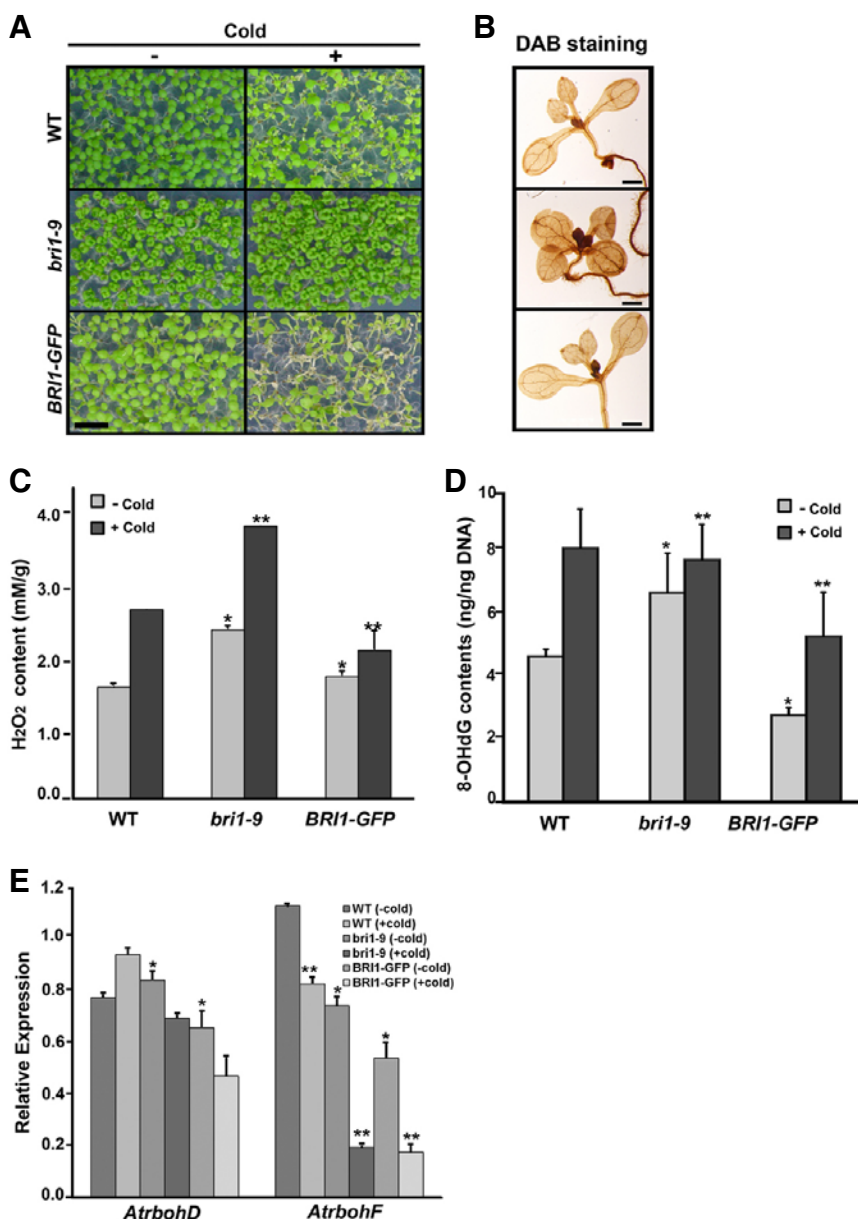 A
Cold
- +
WT
bri1-9
BRI1-GFP
B
DAB staining
C
H2O2 content (mM/g)
4.0
3.0
2.0
1.0
0.0
- Cold
+ Cold
*
**
*
**
WT bri1-9 BRI1-GFP
D
8-OHdG contents (ng/ng DNA)
10
8
6
4
2
0
- Cold
+ Cold
*
**
*
**
WT bri1-9 BRI1-GFP
E
Relative Expression
1.2
1.0
0.8
0.6
0.4
0.2
0.0
WT (-cold)
WT (+cold)
bri1-9 (-cold)
bri1-9 (+cold)
BRI1-GFP (-cold)
BRI1-GFP (+cold)
*
*
**
*
**
*
**
AtrbohD AtrbohF